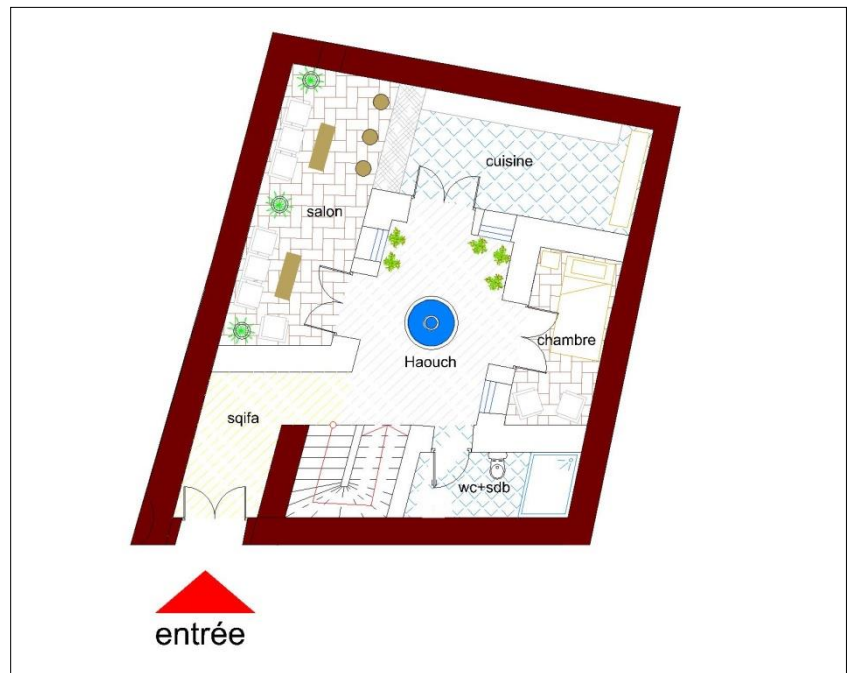 cuisine
salon
chambre
Haouch
sqifa
wc+sdb
entrée